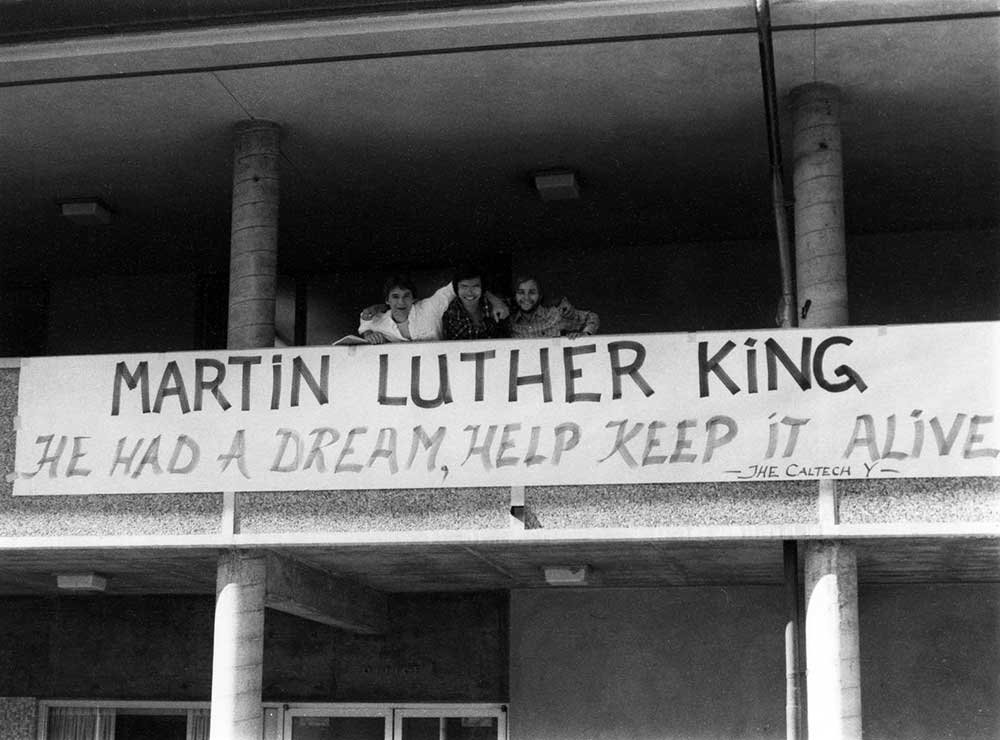 MARTiN LUTHER KiNG
HE HAD A DREAM, HELP KEEP iT ALiVE
— THE CALTECH Y —